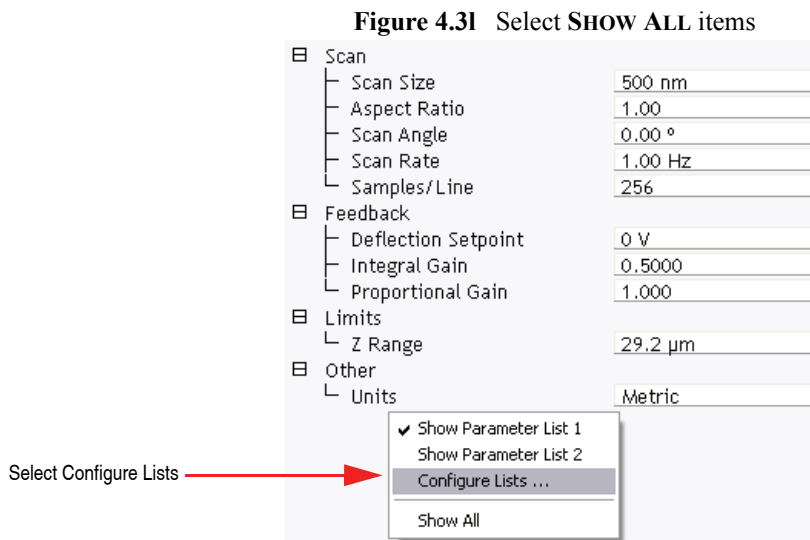 Figure 4.3l Select SHOW ALL items
Scan
Scan Size 500 nm
Aspect Ratio 1.00
Scan Angle 0.00 º
Scan Rate 1.00 Hz
Samples/Line 256
Feedback
Deflection Setpoint 0 V
Integral Gain 0.5000
Proportional Gain 1.000
Limits
Z Range 29.2 µm
Other
Units Metric
Show Parameter List 1
Show Parameter List 2
Select Configure Lists Configure Lists ...
Show All